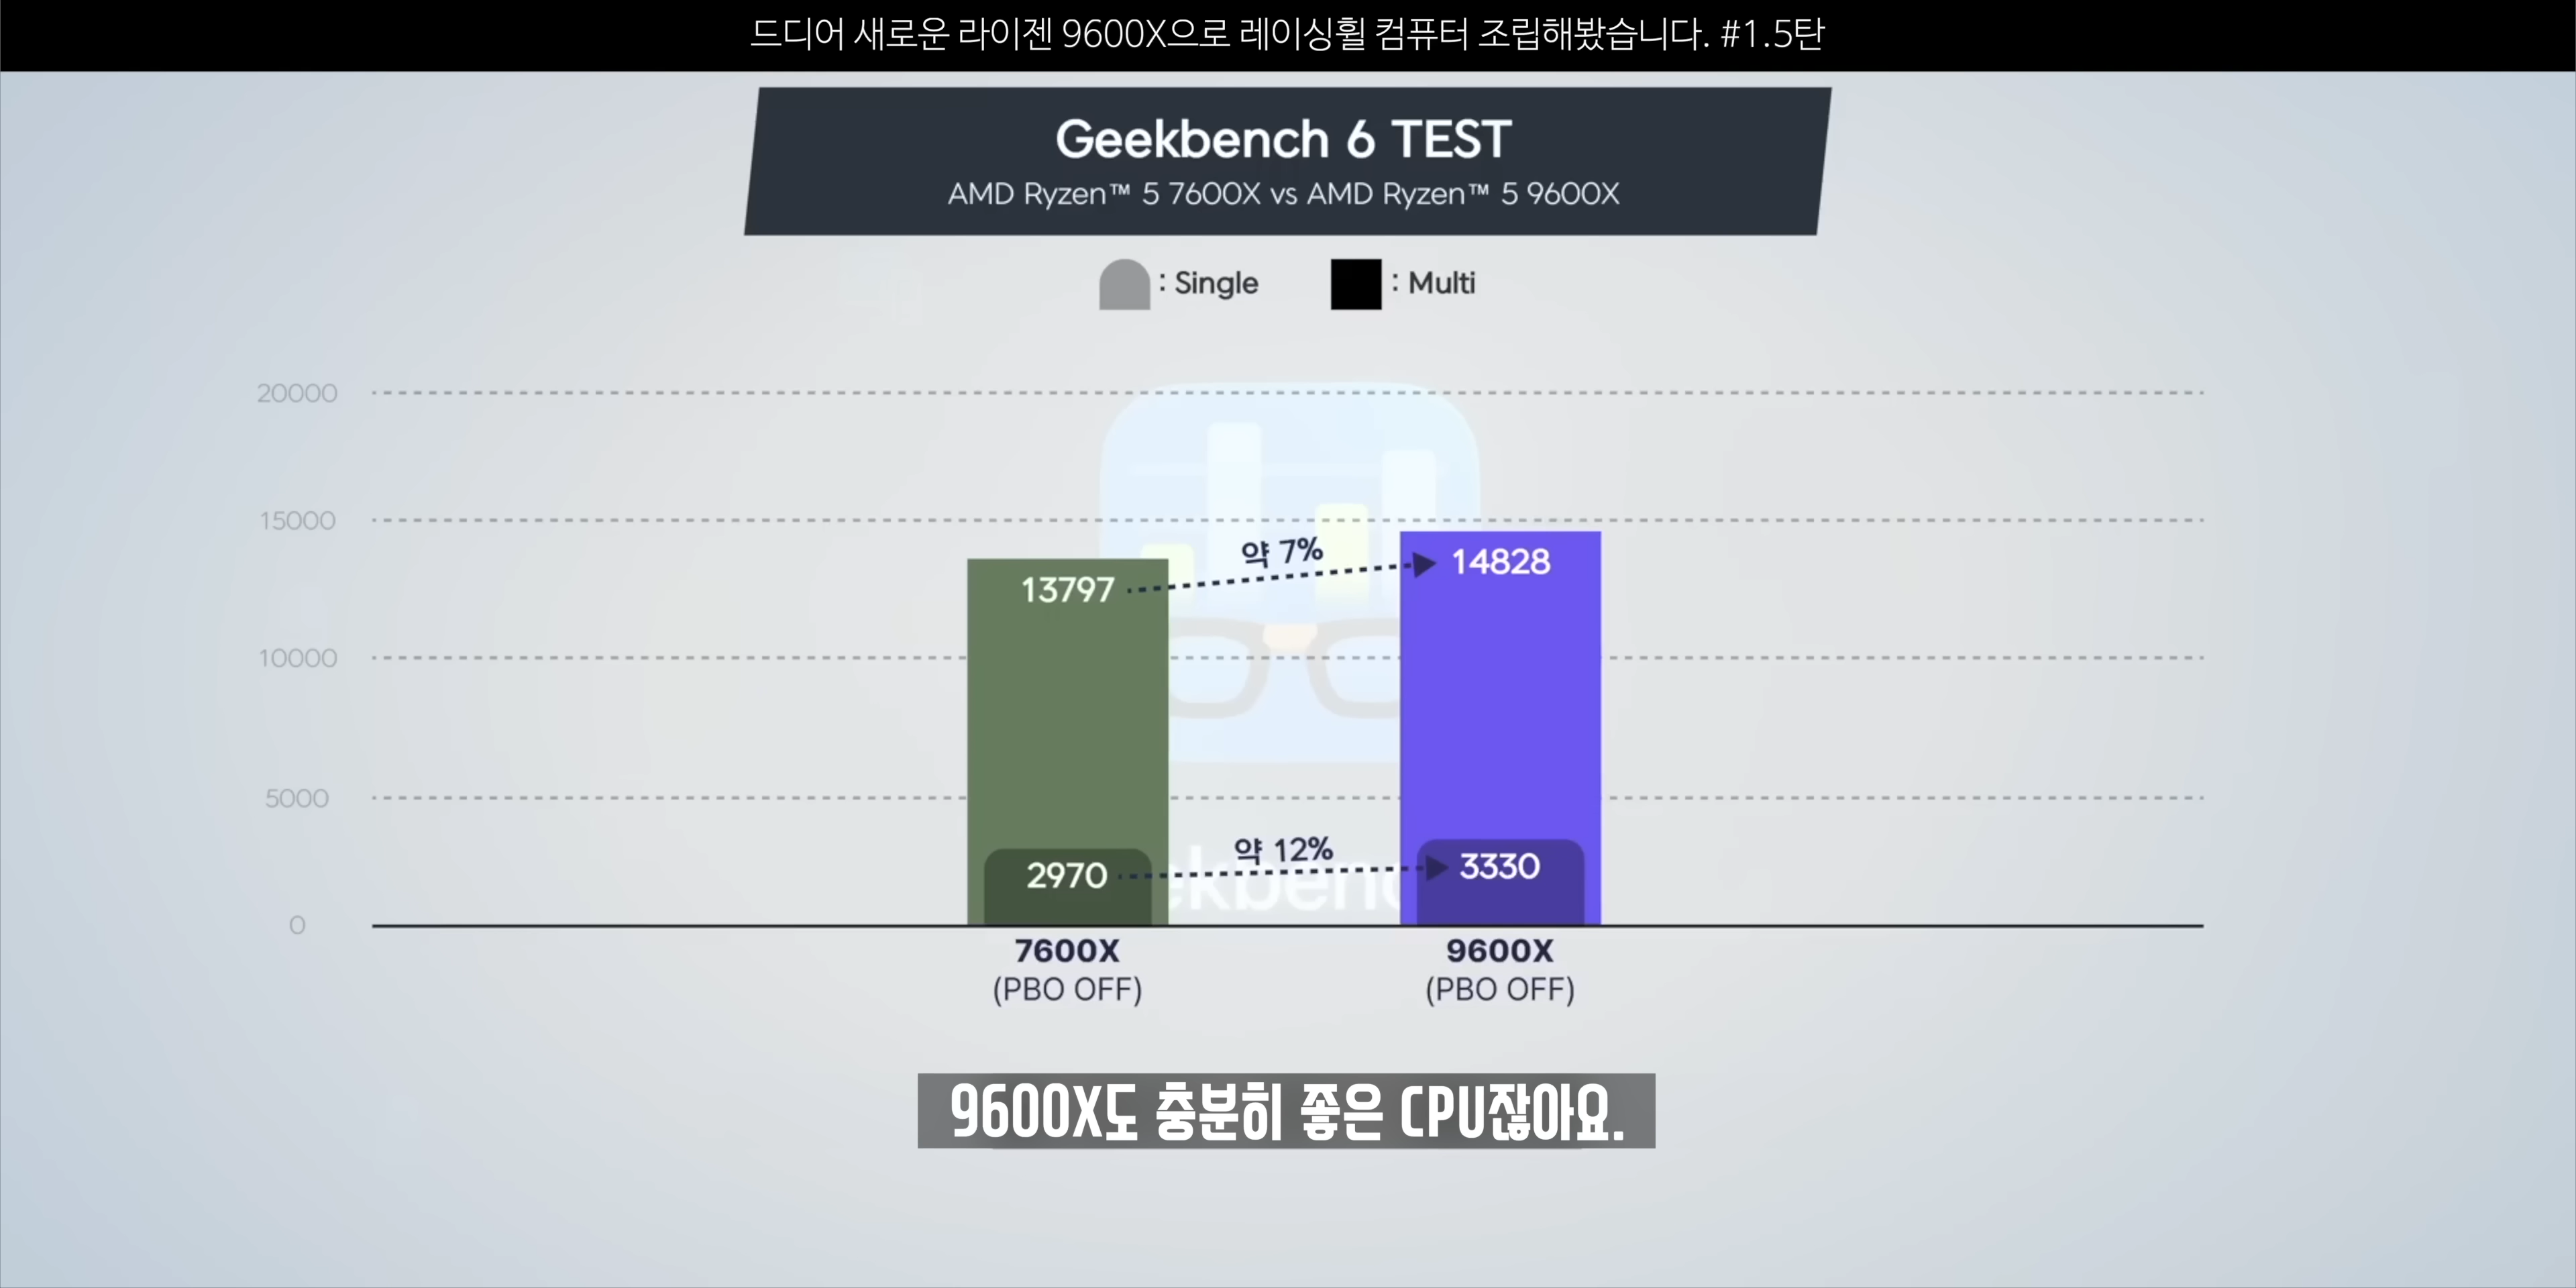 드디어 새로운 라이젠 9600X으로 레이싱휠 컴퓨터 조립해봤습니다. #1.5탄
Geekbench 6 TEST
AMD Ryzen™ 5 7600X vs AMD Ryzen™ 5 9600X
: Single : Multi
20000
15000
약 7%
13797 14828
10000
5000
약 12%
2970 3330
ekbenc
0
7600X 9600X
(PBO OFF) (PBO OFF)
9600X도 충분히 좋은 CPU잖아요.